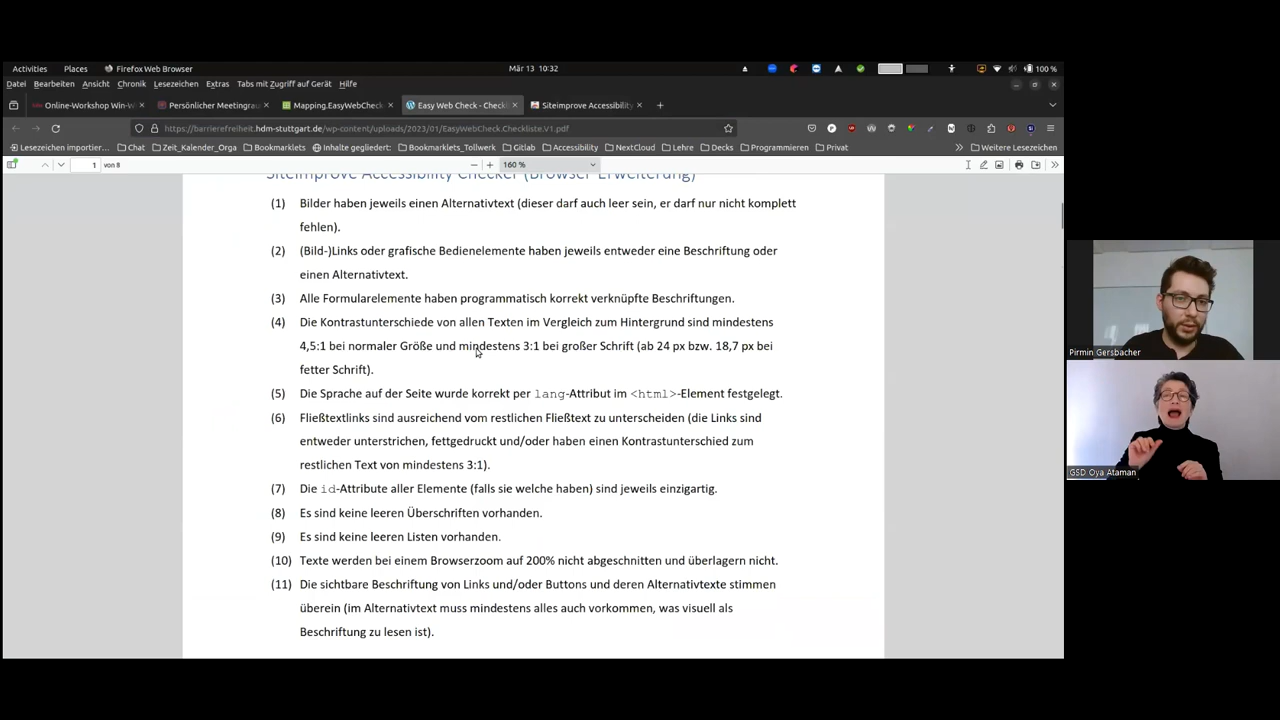 Activities Places Firefox Web Browser Mär 13 10:32 100 %
Datei Bearbeiten Ansicht Chronik Lesezeichen Extras Tabs mit Zugriff auf Gerät Hilfe
Online-Workshop Win-W Persönlicher Meetingrau Mapping.EasyWebCheck Easy Web Check - Checkli Siteimprove Accessibility
https://barrierefreiheit.hdm-stuttgart.de/wp-content/uploads/2023/01/EasyWebCheck.Checkliste.V1.pdf
Lesezeichen importier... Chat Zeit_Kalender_Orga Bookmarklets Inhalte gegliedert: Bookmarklets_Tollwerk Gitlab Accessibility NextCloud Lehre Decks Programmieren Privat Weitere Lesezeichen
1 von 8 160 %
Siteimprove Accessibility Checker (Browser-Erweiterung)
(1) Bilder haben jeweils einen Alternativtext (dieser darf auch leer sein, er darf nur nicht komplett
fehlen).
(2) (Bild-)Links oder grafische Bedienelemente haben jeweils entweder eine Beschriftung oder
einen Alternativtext.
(3) Alle Formularelemente haben programmatisch korrekt verknüpfte Beschriftungen.
(4) Die Kontrastunterschiede von allen Texten im Vergleich zum Hintergrund sind mindestens
4,5:1 bei normaler Größe und mindestens 3:1 bei großer Schrift (ab 24 px bzw. 18,7 px bei
fetter Schrift).
(5) Die Sprache auf der Seite wurde korrekt per lang-Attribut im <html>-Element festgelegt.
(6) Fließtextlinks sind ausreichend vom restlichen Fließtext zu unterscheiden (die Links sind
entweder unterstrichen, fettgedruckt und/oder haben einen Kontrastunterschied zum
restlichen Text von mindestens 3:1).
(7) Die id-Attribute aller Elemente (falls sie welche haben) sind jeweils einzigartig.
(8) Es sind keine leeren Überschriften vorhanden.
(9) Es sind keine leeren Listen vorhanden.
(10) Texte werden bei einem Browserzoom auf 200% nicht abgeschnitten und überlagern nicht.
(11) Die sichtbare Beschriftung von Links und/oder Buttons und deren Alternativtexte stimmen
überein (im Alternativtext muss mindestens alles auch vorkommen, was visuell als
Beschriftung zu lesen ist).
Pirmin Gersbacher
GSD Oya Ataman